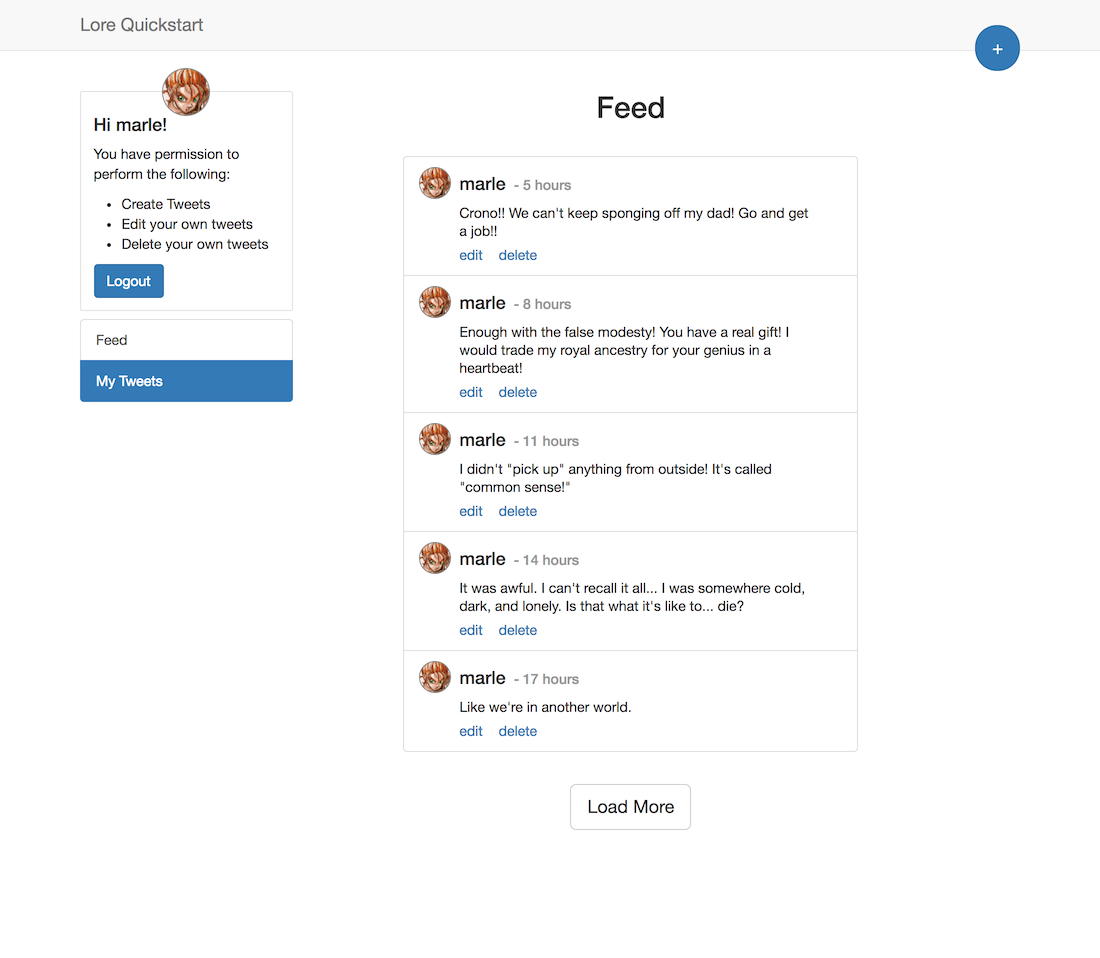 Lore Quickstart
+
Hi marle!
You have permission to
perform the following:
• Create Tweets
• Edit your own tweets
• Delete your own tweets
Logout
Feed
My Tweets
Feed
marle - 5 hours
Crono!! We can't keep sponging off my dad! Go and get
a job!!
edit delete
marle - 8 hours
Enough with the false modesty! You have a real gift! I
would trade my royal ancestry for your genius in a
heartbeat!
edit delete
marle - 11 hours
I didn't "pick up" anything from outside! It's called
"common sense!"
edit delete
marle - 14 hours
It was awful. I can't recall it all... I was somewhere cold,
dark, and lonely. Is that what it's like to... die?
edit delete
marle - 17 hours
Like we're in another world.
edit delete
Load More